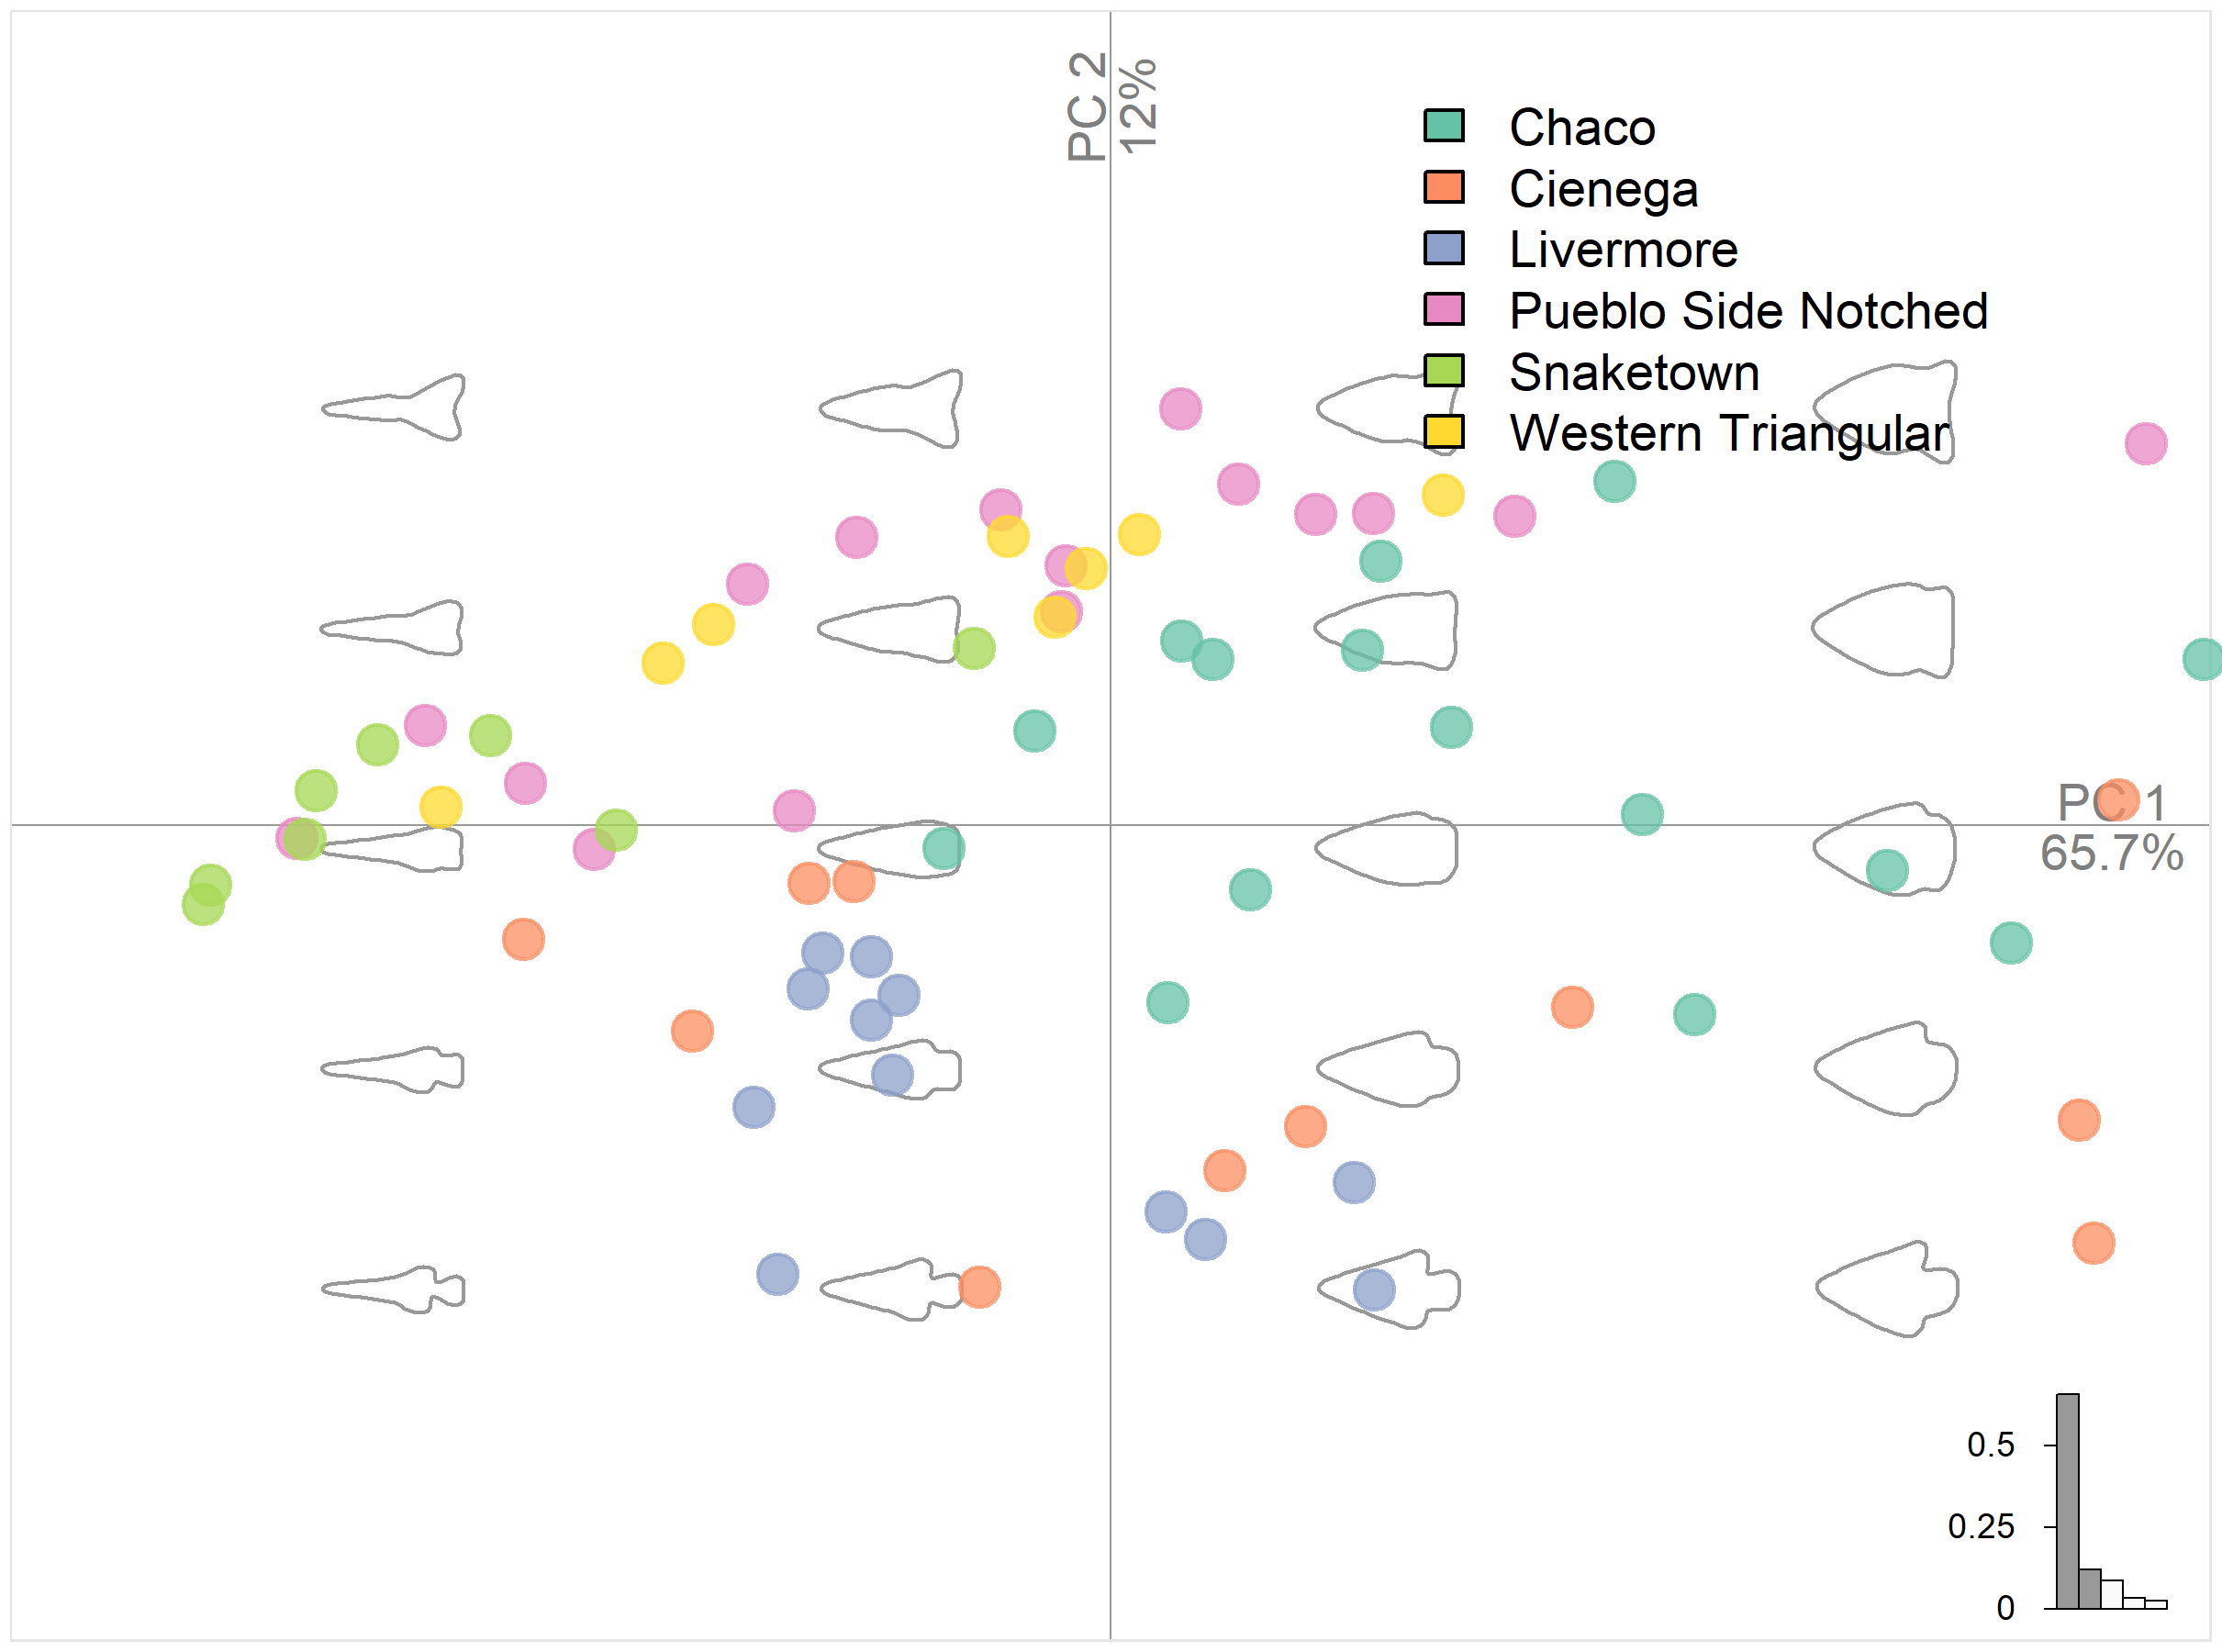 PC 2
12%
Chaco
Cienega
Livermore
Pueblo Side Notched
Snaketown
Western Triangular
PC 1
65.7%
0.5
0.25
0